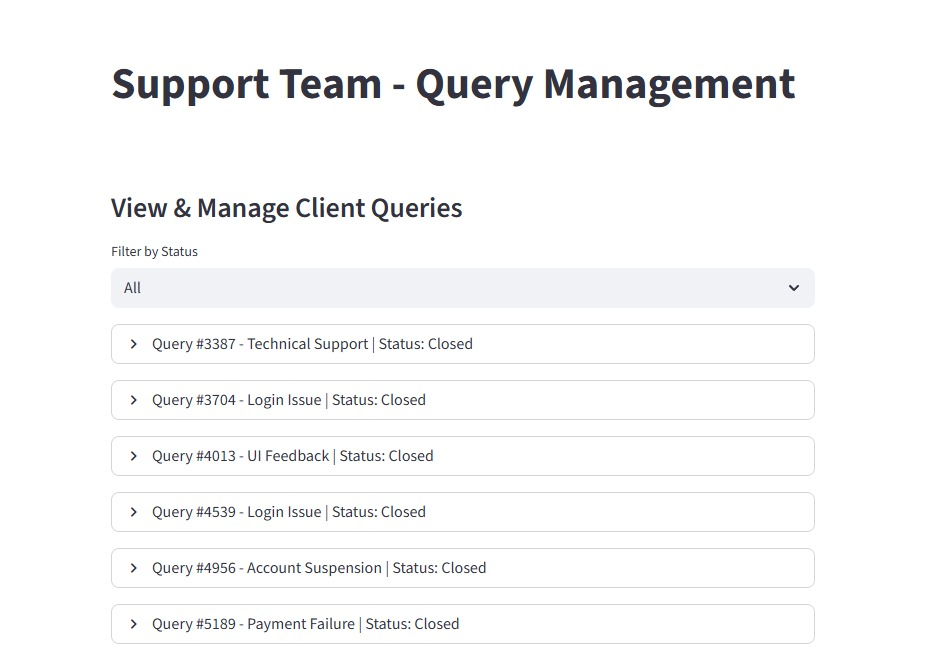 Support Team - Query Management
View & Manage Client Queries
Filter by Status
All
Query #3387 - Technical Support | Status: Closed
Query #3704 - Login Issue | Status: Closed
Query #4013 - UI Feedback | Status: Closed
Query #4539 - Login Issue | Status: Closed
Query #4956 - Account Suspension | Status: Closed
Query #5189 - Payment Failure | Status: Closed